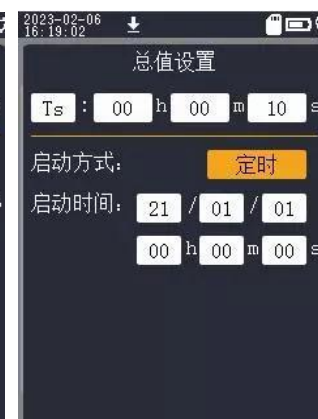 2023-02-06
16:19:02
总值设置
Ts : 00 h 00 m 10 s
启动方式: 定时
启动时间: 21 / 01 / 01
00 h 00 m 00 s